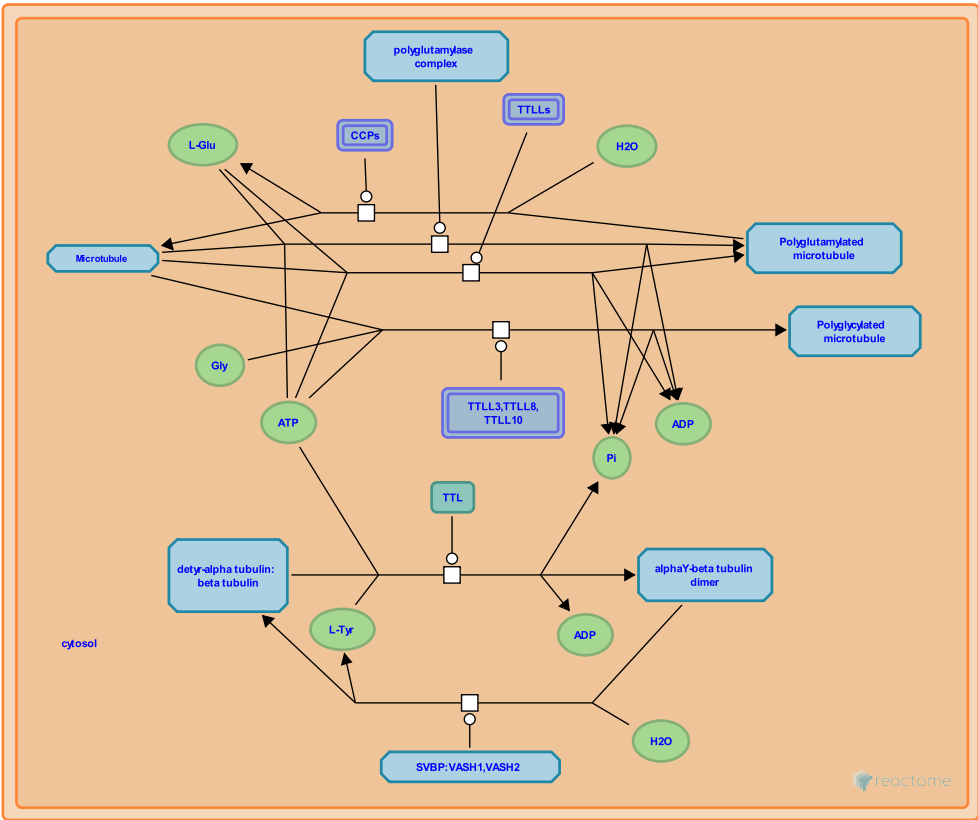 polyglutamylase
complex
TTLLs
CCPs
L-Glu
H2O
Microtubule
Polyglutamylated
microtubule
Polyglycylated
microtubule
Gly
TTLL3,TTLL8,
TTLL10
ATP
ADP
Pi
TTL
detyr-alpha tubulin:
beta tubulin
alphaY-beta tubulin
dimer
L-Tyr
ADP
cytosol
H2O
SVBP:VASH1,VASH2
reactome